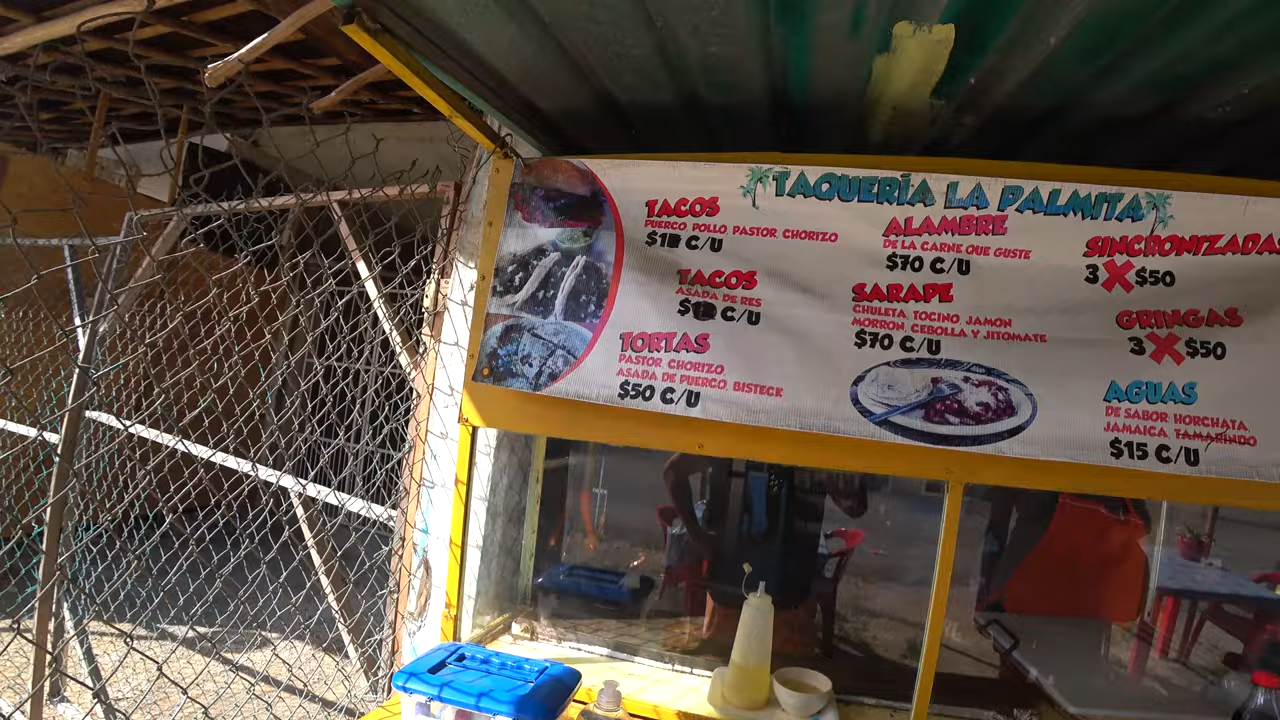 TAQUERÍA LA PALMITA
TACOS
PUERCO, POLLO, PASTOR, CHORIZO
C/U
TACOS
ASADA DE RES
C/U
TORTAS
PASTOR, CHORIZO
ASADA DE PUERCO, BISTECK
$50 C/U
ALAMBRE
DE LA CARNE QUE GUSTE
$70 C/U
SARAPE
CHULETA, TOCINO, JAMON
MORRON, CEBOLLA Y JITOMATE
$70 C/U
SINCRONIZADAS
3 X $50
GRINGAS
3 X $50
AGUAS
DE SABOR: HORCHATA,
JAMAICA, TAMARINDO
$15 C/U